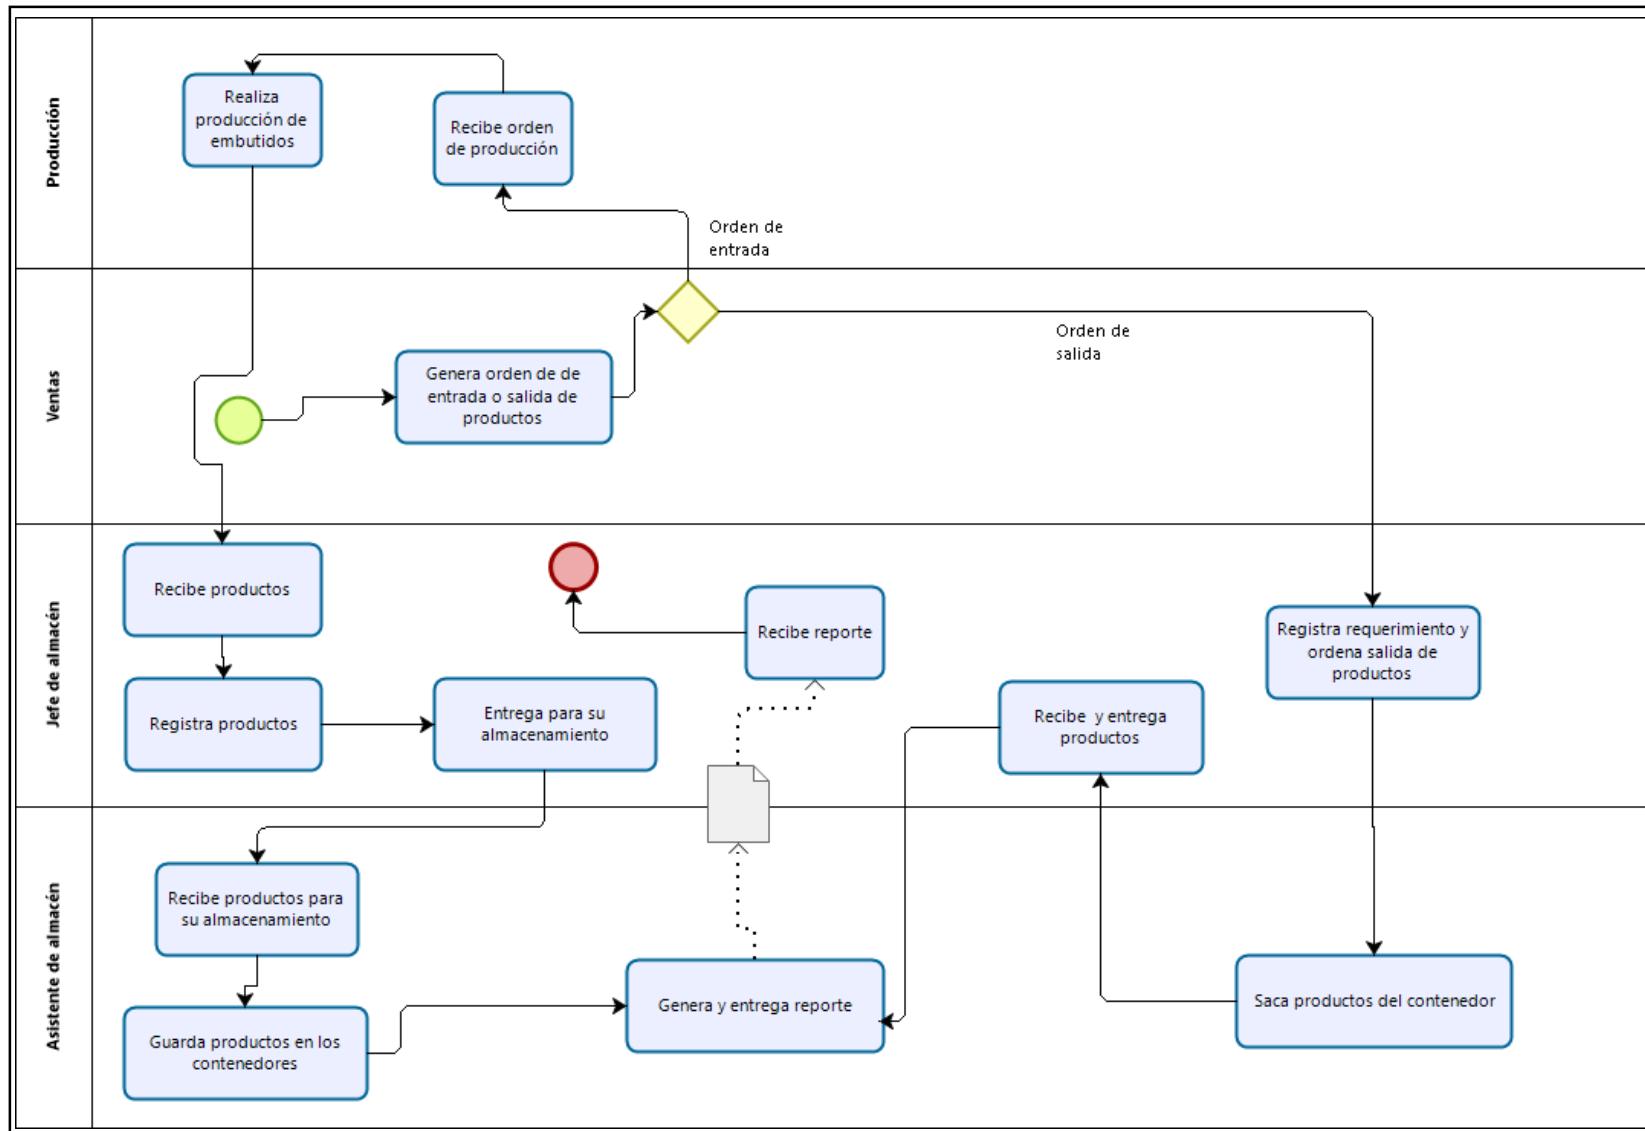 Producción
Realiza
producción de
embutidos
Recibe orden
de producción
Orden de
entrada
Ventas
Genera orden de de
entrada o salida de
productos
Orden de
salida
Jefe de almacén
Recibe productos
Recibe reporte
Registra requerimiento y
ordena salida de
productos
Registra productos
Entrega para su
almacenamiento
Recibe y entrega
productos
Asistente de almacén
Recibe productos para
su almacenamiento
Genera y entrega reporte
Saca productos del contenedor
Guarda productos en los
contenedores